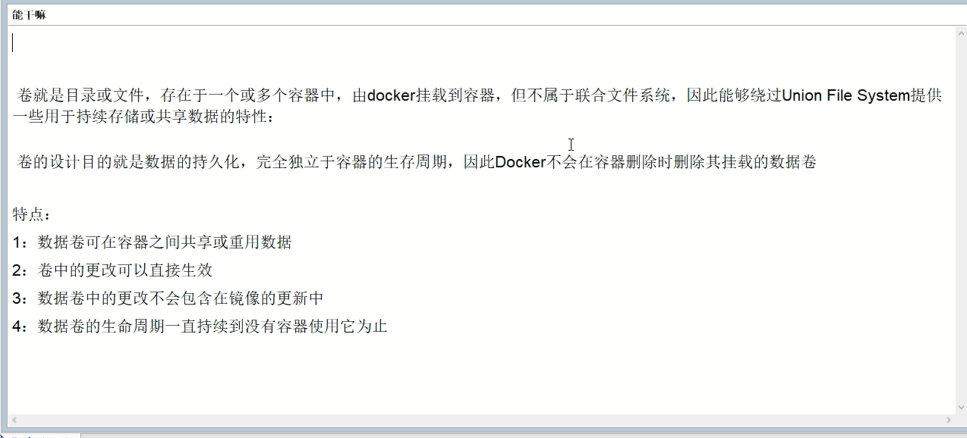 能干嘛
卷就是目录或文件，存在于一个或多个容器中，由docker挂载到容器，但不属于联合文件系统，因此能够绕过Union File System提供
一些用于持续存储或共享数据的特性：
卷的设计目的就是数据的持久化，完全独立于容器的生存周期，因此Docker不会在容器删除时删除其挂载的数据卷
特点：
1：数据卷可在容器之间共享或重用数据
2：卷中的更改可以直接生效
3：数据卷中的更改不会包含在镜像的更新中
4：数据卷的生命周期一直持续到没有容器使用它为止